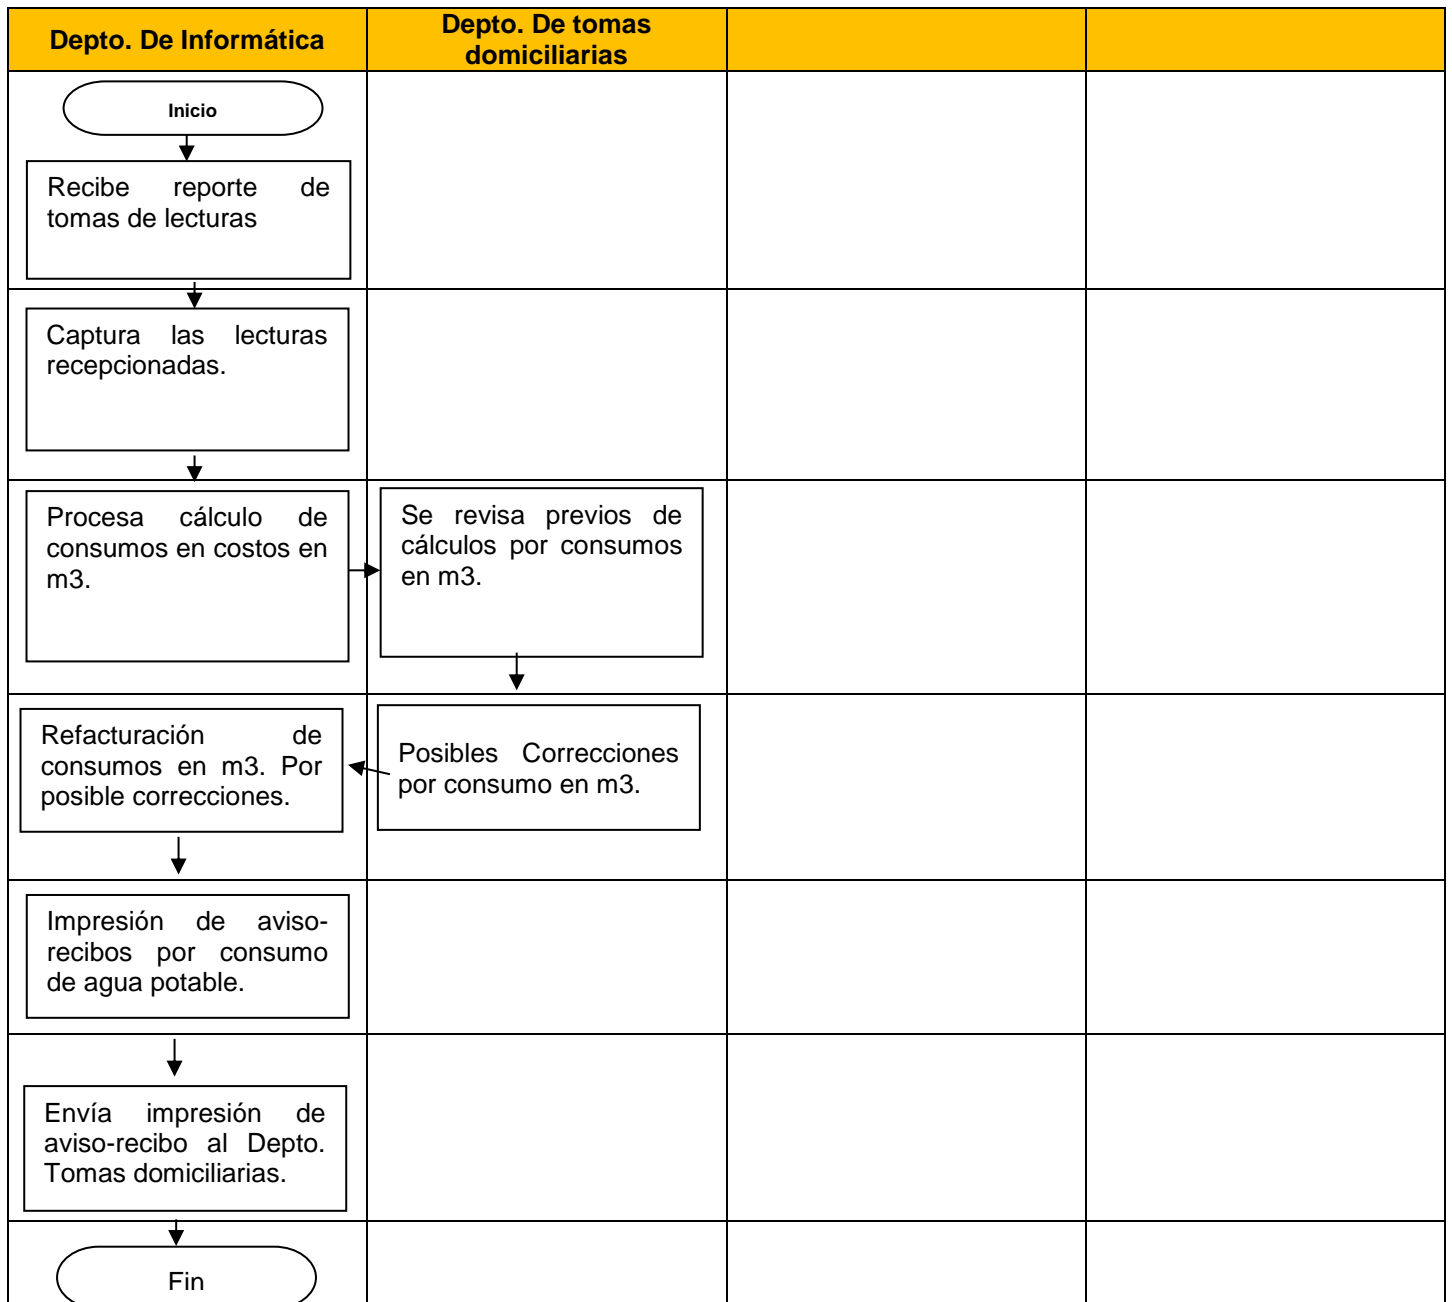 Depto. De Informática
Depto. De tomas
domiciliarias
Inicio
Recibe reporte de
tomas de lecturas
Captura las lecturas
recepcionadas.
Procesa cálculo de
consumos en costos en
m3.
Se revisa previos de
cálculos por consumos
en m3.
Refacturación de
consumos en m3. Por
posible correcciones.
Posibles Correcciones
por consumo en m3.
Impresión de aviso-
recibos por consumo
de agua potable.
Envía impresión de
aviso-recibo al Depto.
Tomas domiciliarias.
Fin